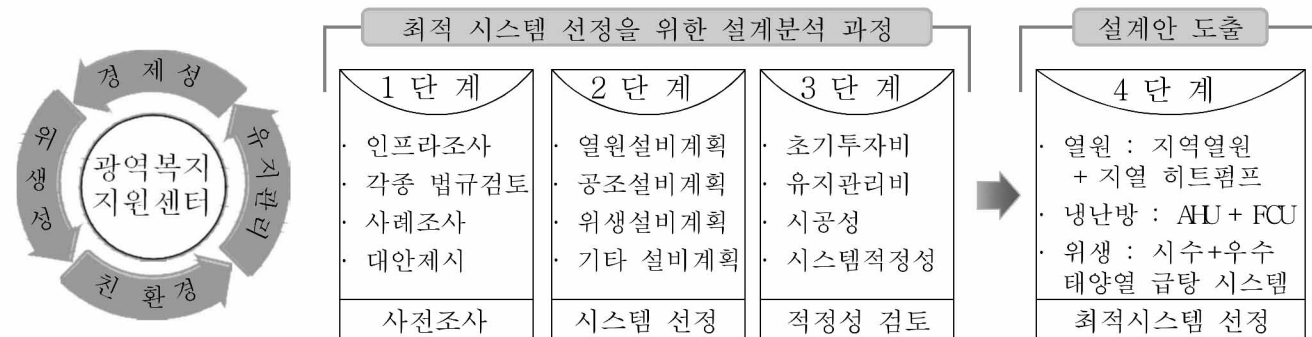 최적 시스템 선정을 위한 설계분석 과정
설계안 도출
경제성
위생성
유지관리
친환경
광역복지
지원센터
1단계
· 인프라조사
· 각종 법규검토
· 사례조사
· 대안제시
사전조사
2단계
· 열원설비계획
· 공조설비계획
· 위생설비계획
· 기타 설비계획
시스템 선정
3단계
· 초기투자비
· 유지관리비
· 시공성
· 시스템적정성
적정성 검토
4단계
· 열원 : 지역열원
+ 지열 히트펌프
· 냉난방 : AHU + FCU
· 위생 : 시수+우수
태양열 급탕 시스템
최적시스템 선정